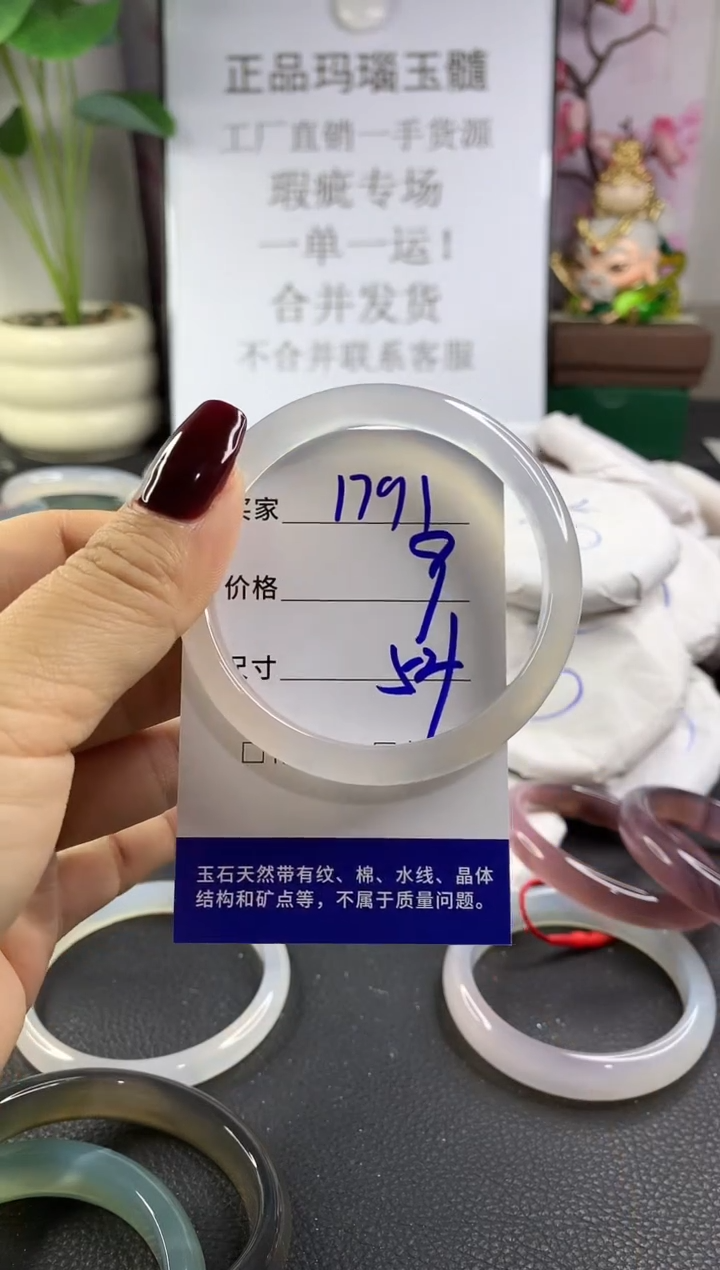 正品玛瑙玉髓
工厂直销一手货源
瑕疵专场
一单一运！
合并发货
不合并联系客服
买家 1791
价格
尺寸 54
玉石天然带有纹、棉、水线、晶体
结构和矿点等，不属于质量问题。